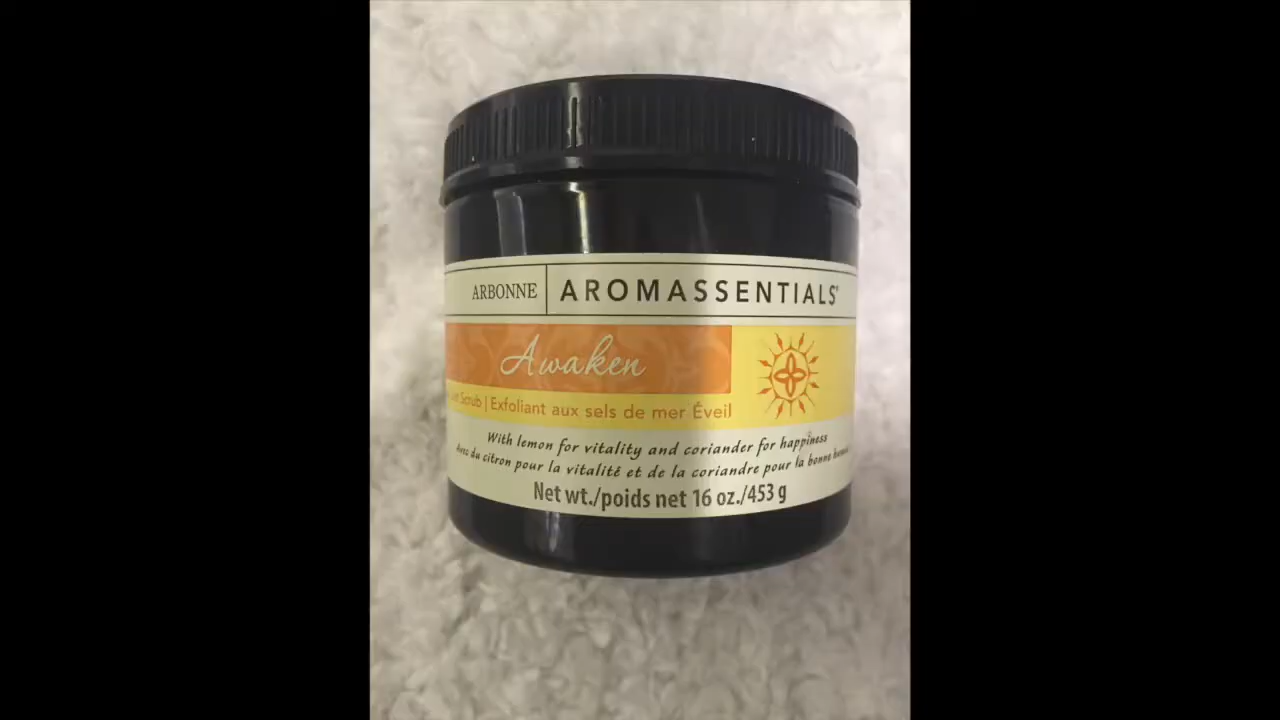 ARBONNE AROMASSENTIALS®
Awaken
Scrub | Exfoliant aux sels de mer Éveil
With lemon for vitality and coriander for happiness
Avec du citron pour la vitalité et de la coriandre pour la bonne
Net wt./poids net 16 oz./453 g